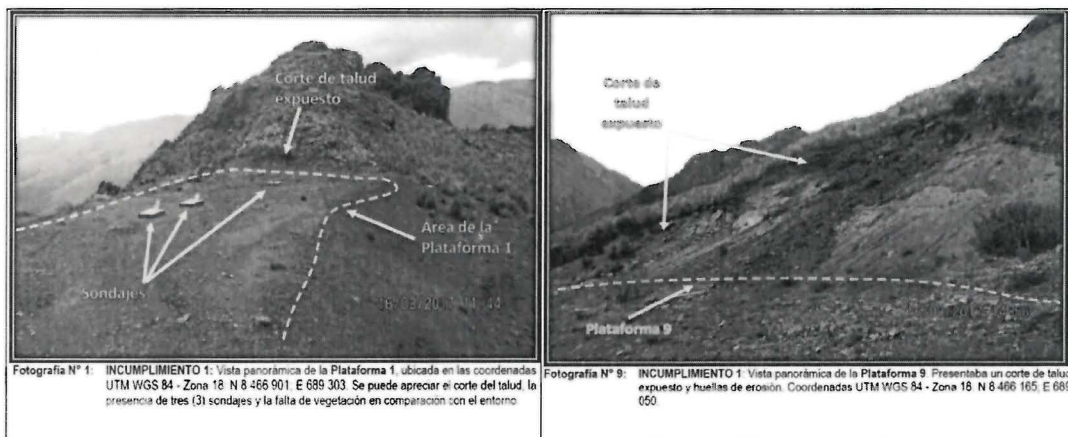 Corte de talud
expuesto
Area de la
Plataforma 1
Sondajes
Fotografía N° 1: INCUMPLIMIENTO 1: Vista panorámica de la Plataforma 1, ubicada en las coordenadas
UTM WGS 84 - Zona 18 N 8 466 901 E 689 303. Se puede apreciar el corte del talud, la
presencia de tres (3) sondajes y la falta de vegetación en comparación con el entorno
Corte de
talud
expuesto
Plataforma 9
Fotografía N° 9: INCUMPLIMIENTO 1: Vista panorámica de la Plataforma 9. Presentaba un corte de talud
expuesto y huellas de erosión. Coordenadas UTM WGS 84 - Zona 18 N 8 466 165, E 689
050.